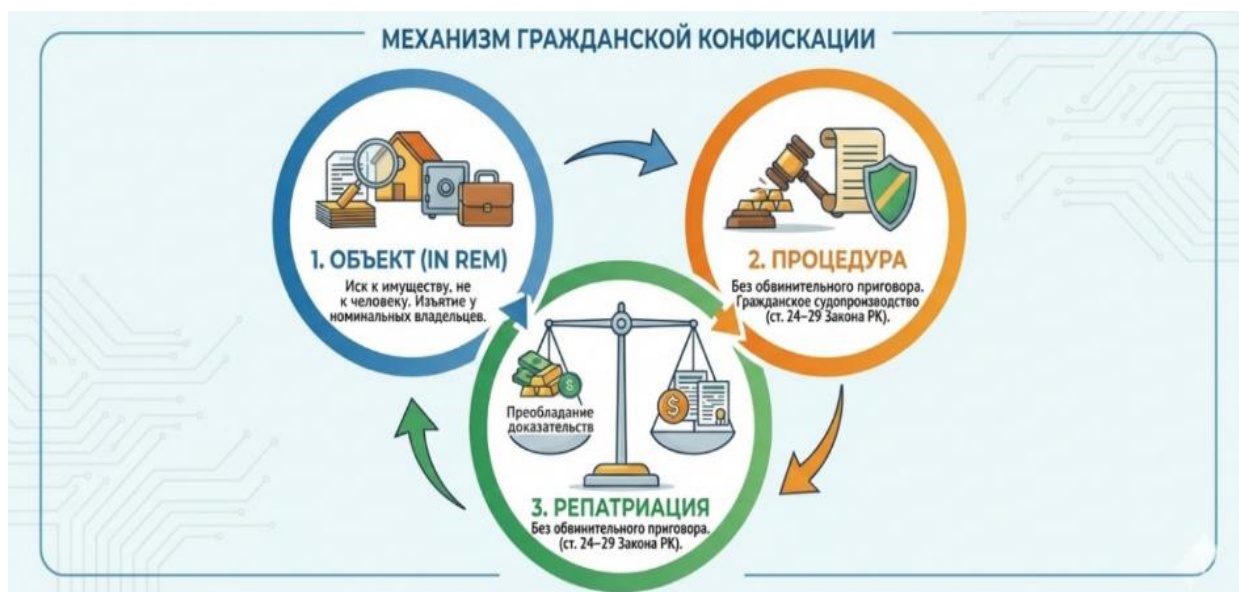 МЕХАНИЗМ ГРАЖДАНСКОЙ КОНФИСКАЦИИ
1. ОБЪЕКТ (IN REM)
Иск к имуществу, не
к человеку. Изъятие у
номинальных владельцев.
2. ПРОЦЕДУРА
Без обвинительного приговора.
Гражданское судопроизводство
(ст. 24–29 Закона РК).
Преобладание
доказательств
$
$
3. РЕПАТРИАЦИЯ
Без обвинительного приговора.
(ст. 24–29 Закона РК).